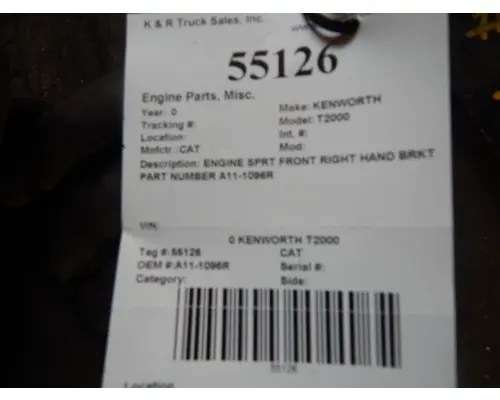 K & R Truck Sales, Inc.
55126
Engine Parts, Misc.
Year: 0 Make: KENWORTH
Tracking #: Model: T2000
Location: Int. #:
Mnfctr: CAT Mod:
Description: ENGINE SPRT FRONT RIGHT HAND BRKT
PART NUMBER A11-1096R
VIN:
0 KENWORTH T2000
Tag #:55126 CAT
OEM #:A11-1096R Serial #:
Category: Side:
55126
Location